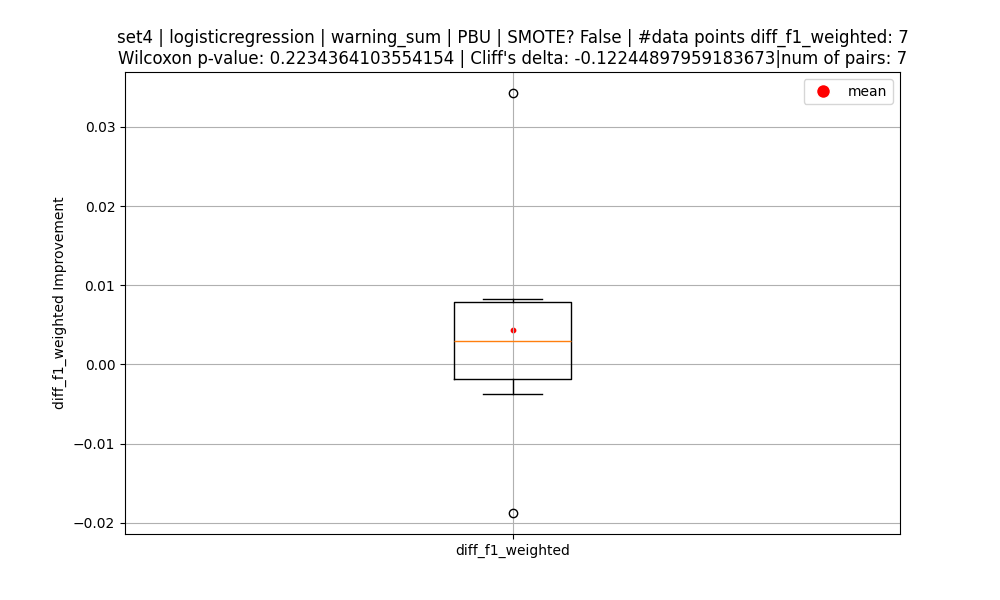 set4 | logisticregression | warning_sum | PBU | SMOTE? False | #data points diff_f1_weighted: 7
Wilcoxon p-value: 0.2234364103554154 | Cliff's delta: -0.12244897959183673|num of pairs: 7
mean
0.03
0.02
0.01
0.00
−0.01
−0.02
diff_f1_weighted Improvement
diff_f1_weighted